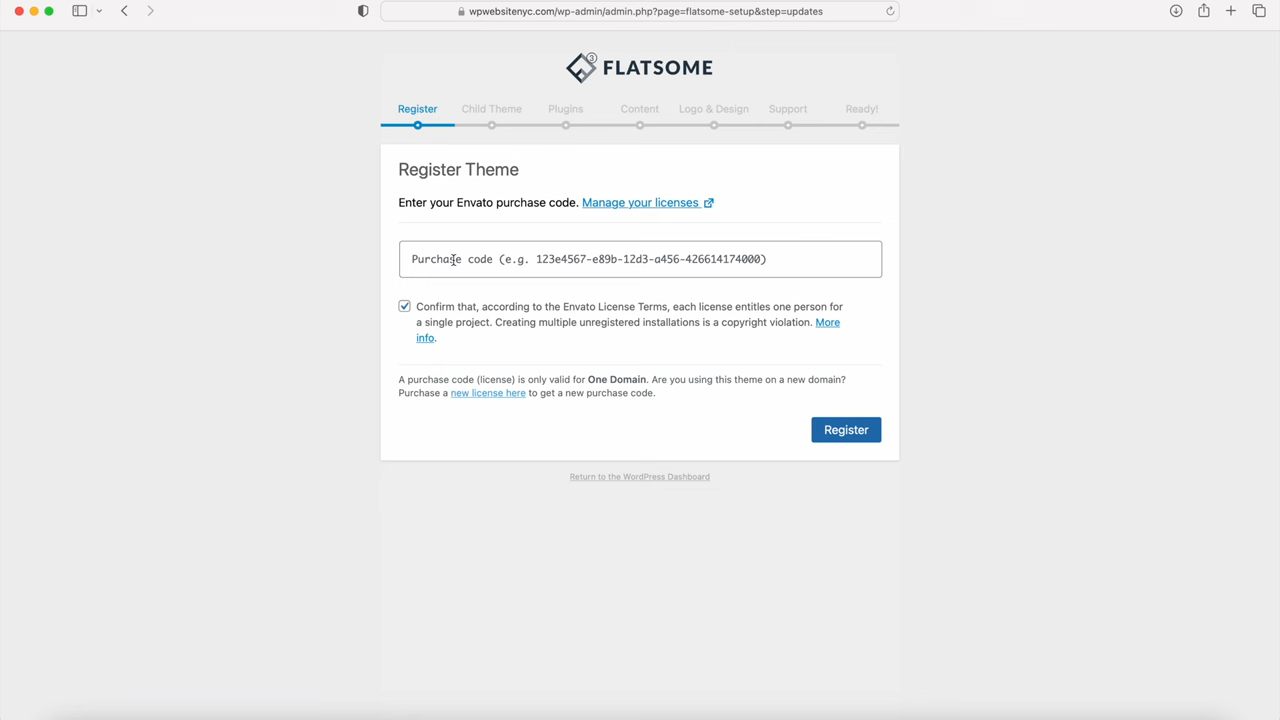 wpwebsitenyc.com/wp-admin/admin.php?page=flatsome-setup&step=updates
3
FLATSOME
Register Child Theme Plugins Content Logo & Design Support Ready!
Register Theme
Enter your Envato purchase code. Manage your licenses
Purchase code (e.g. 123e4567-e89b-12d3-a456-426614174000)
Confirm that, according to the Envato License Terms, each license entitles one person for
a single project. Creating multiple unregistered installations is a copyright violation. More
info.
A purchase code (license) is only valid for One Domain. Are you using this theme on a new domain?
Purchase a new license here to get a new purchase code.
Register
Return to the WordPress Dashboard